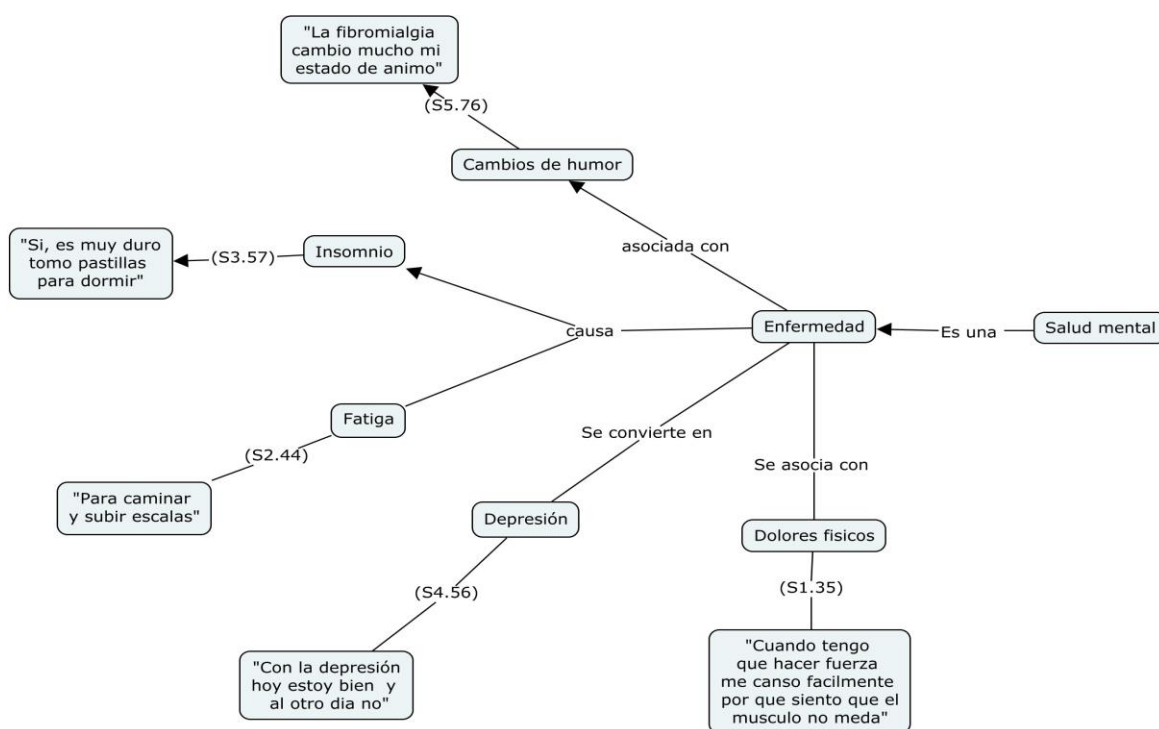 "La fibromialgia
cambio mucho mi
estado de animo"
(S5.76)
Cambios de humor
asociada con
"Si, es muy duro
tomo pastillas
para dormir"
(S3.57)
Insomnio
causa
Enfermedad
Es una
Salud mental
Fatiga
(S2.44)
"Para caminar
y subir escalas"
Se convierte en
Depresión
(S4.56)
"Con la depresión
hoy estoy bien y
al otro dia no"
Se asocia con
Dolores fisicos
(S1.35)
"Cuando tengo
que hacer fuerza
me canso facilmente
por que siento que el
musculo no meda"